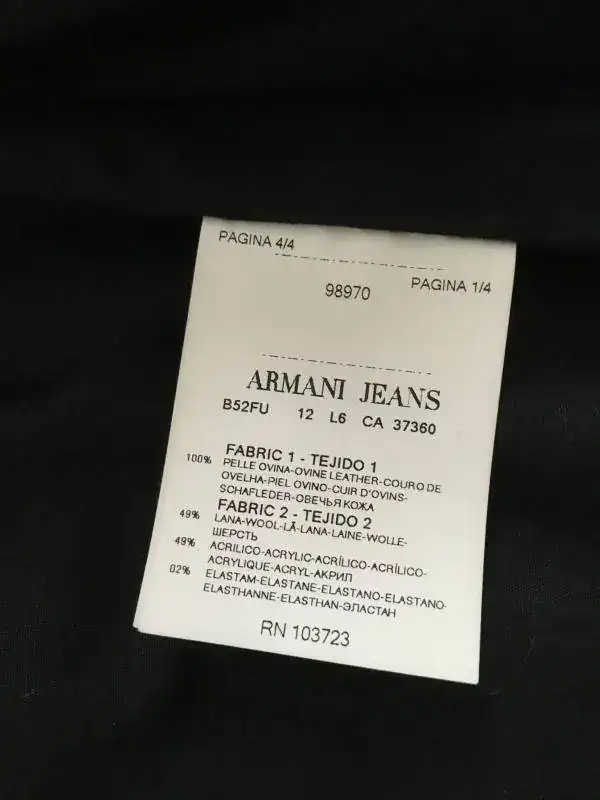 PAGINA 4/4
PAGINA 1/4
98970
ARMANI JEANS
B52FU 12 L6 CA 37360
FABRIC 1 - TEJIDO 1
100% PELLE OVINA-OVINE LEATHER-COURO DE
OVELHA-PIEL OVINO-CUIR D'OVINS-
SCHAFLEDER-ОВЕЧЬЯ КОЖА
FABRIC 2 - TEJIDO 2
49% LANA-WOOL-LÃ-LANA-LAINE-WOLLE-
ШЕРСТЬ
49% ACRILICO-ACRYLIC-ACRÍLICO-ACRÍLICO-
ACRYLIQUE-ACRYL-АКРИЛ
02% ELASTAM-ELASTANE-ELASTANO-ELASTANO-
ELASTHANNE-ELASTHAN-ЭЛАСТАН
RN 103723